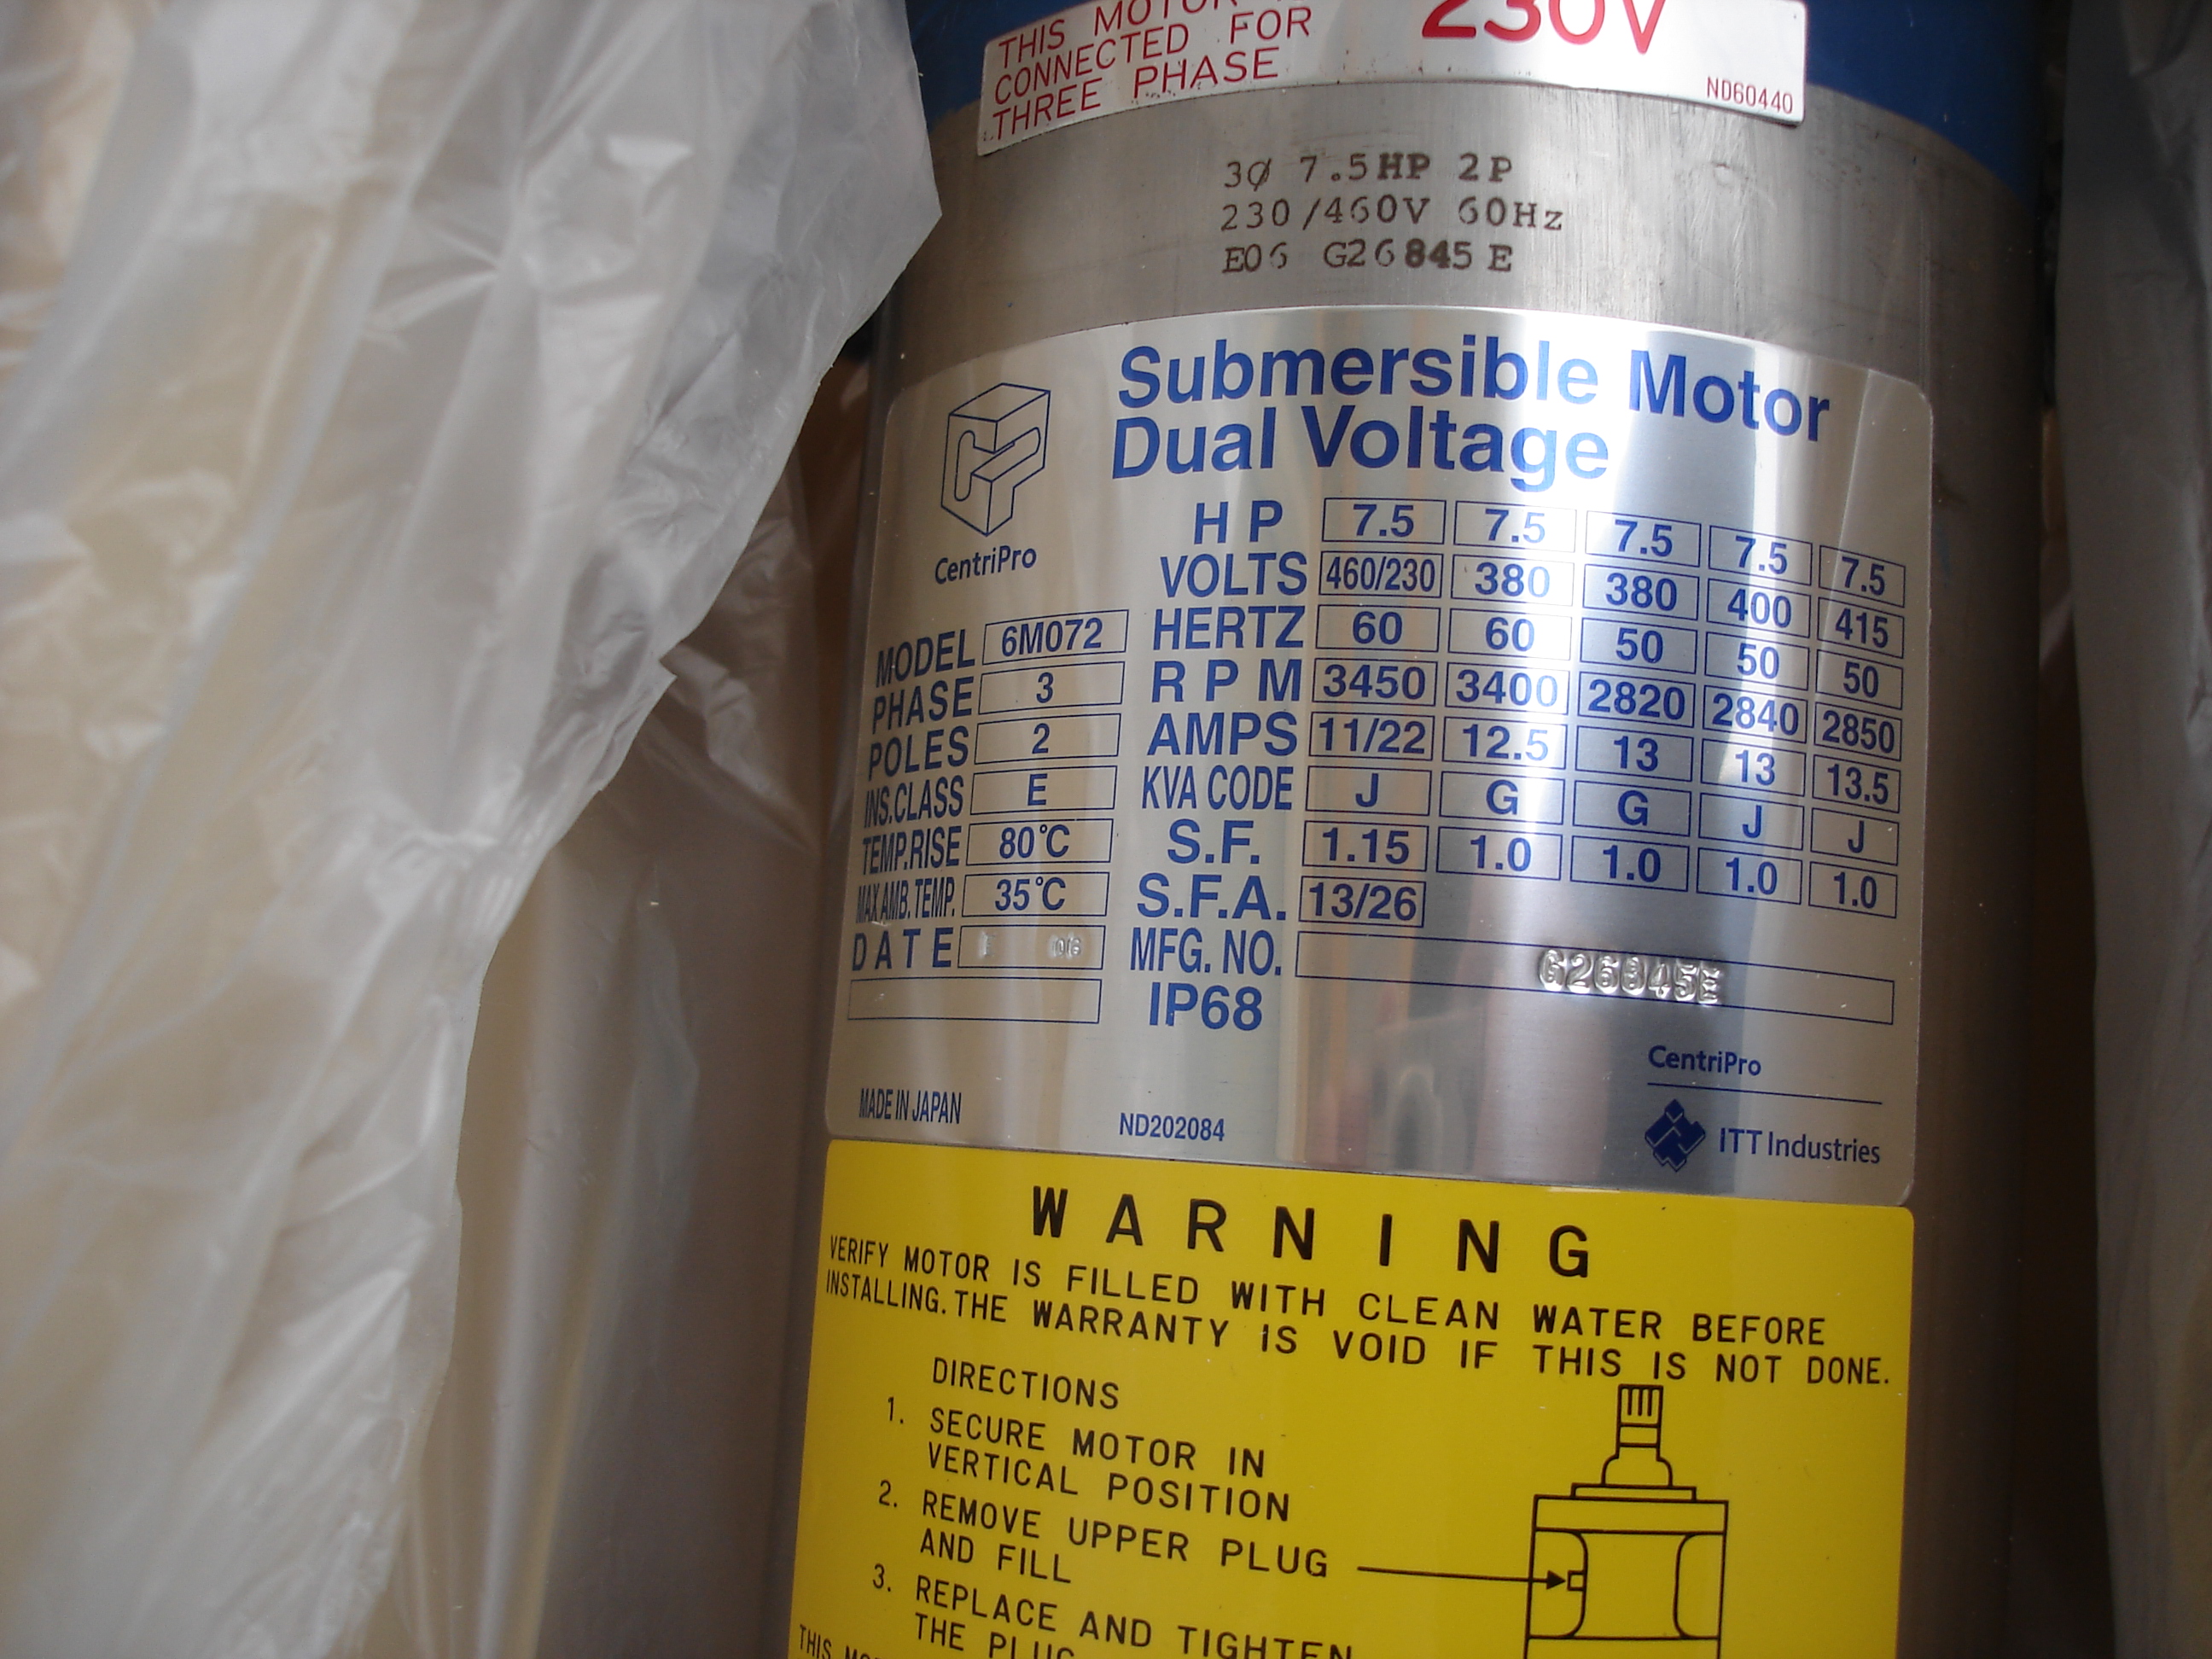 THIS MOTOR
CONNECTED FOR
THREE PHASE
230V
ND60440
3Ø 7.5HP 2P
230/460V 60Hz
E06 G26845E
Submersible Motor
Dual Voltage
CentriPro
HP 7.5 7.5 7.5 7.5 7.5
VOLTS 460/230 380 380 400 415
HERTZ 60 60 50 50 50
RPM 3450 3400 2820 2840 2850
AMPS 11/22 12.5 13 13 13.5
KVA CODE J G G J J
S.F. 1.15 1.0 1.0 1.0 1.0
S.F.A. 13/26
MFG. NO. G26845E
IP68
MODEL 6M072
PHASE 3
POLES 2
INS.CLASS E
TEMP.RISE 80°C
MAX AMB. TEMP. 35°C
DATE E 06
MADE IN JAPAN
ND202084
CentriPro
ITT Industries
WARNING
VERIFY MOTOR IS FILLED WITH CLEAN WATER BEFORE
INSTALLING. THE WARRANTY IS VOID IF THIS IS NOT DONE.
DIRECTIONS
1. SECURE MOTOR IN
VERTICAL POSITION
2. REMOVE UPPER PLUG
AND FILL
3. REPLACE AND TIGHTEN
THE PLUG
THIS